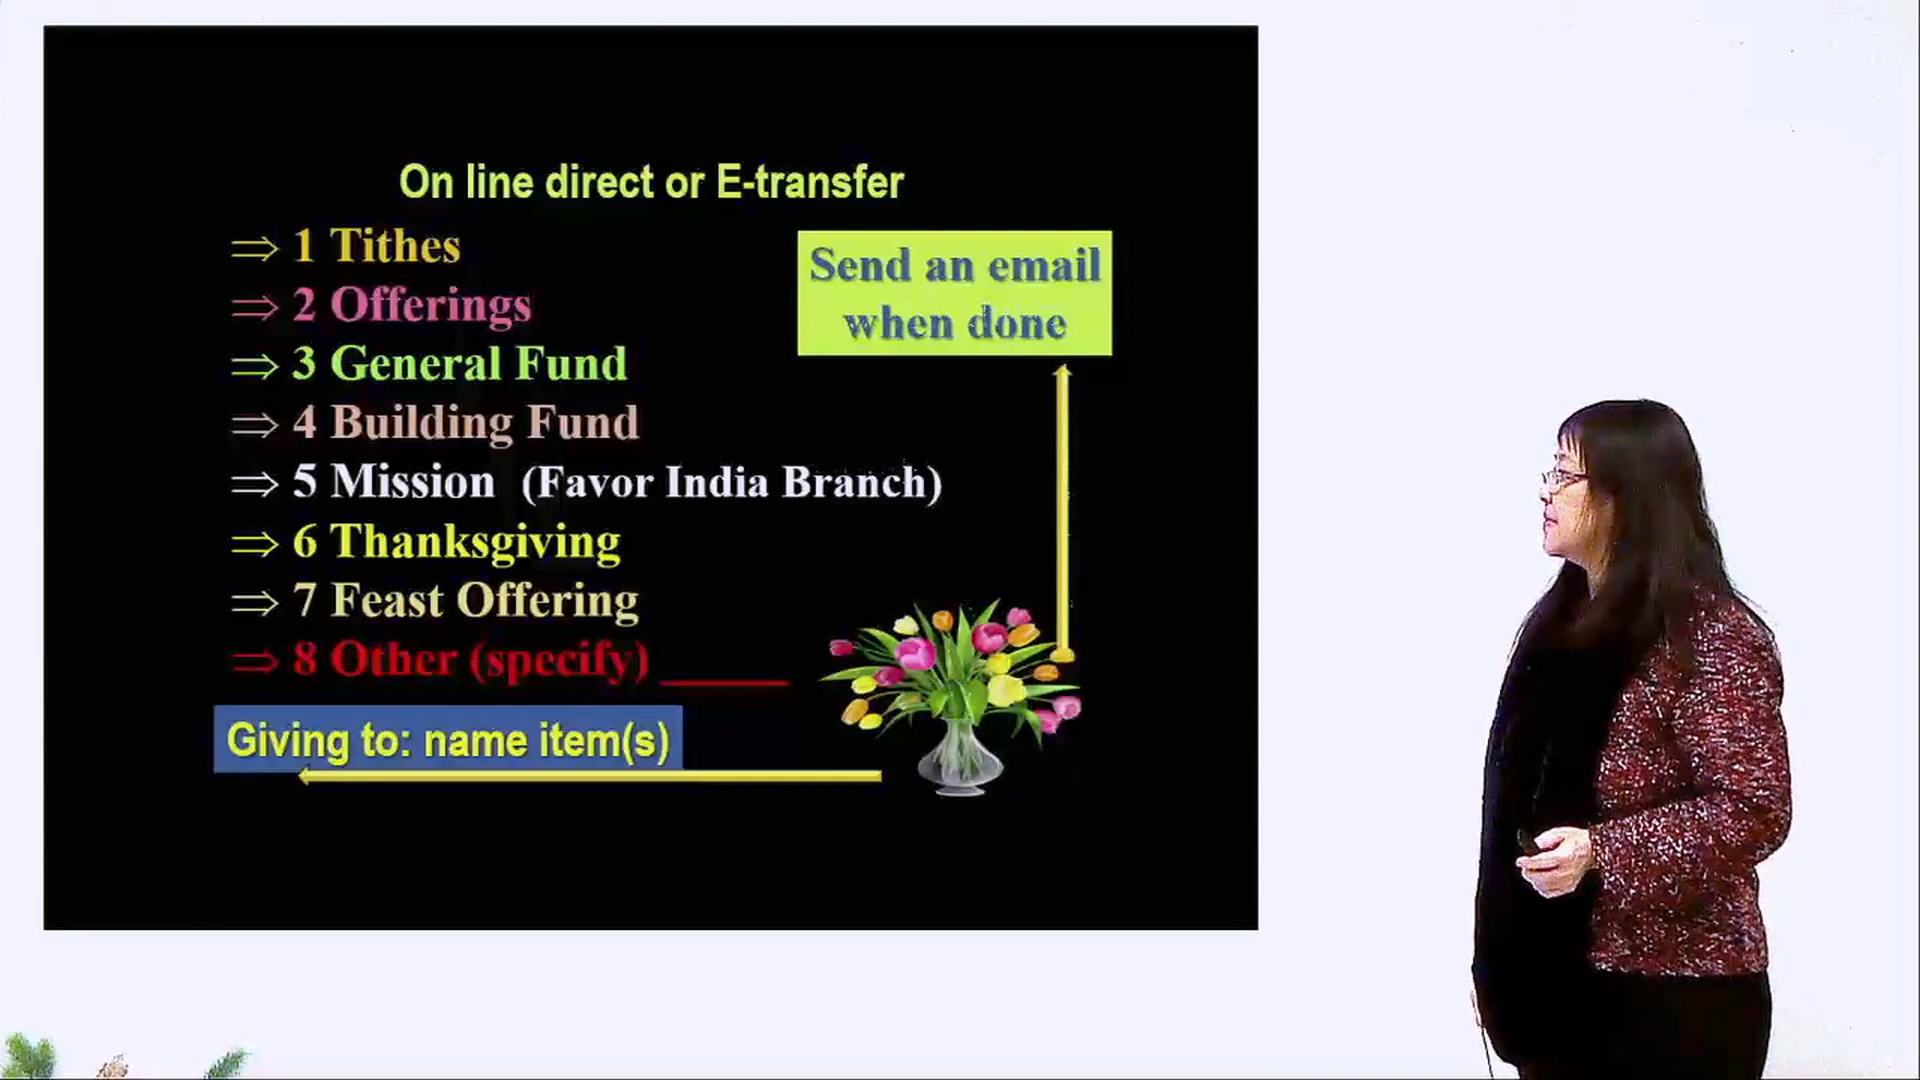 On line direct or E-transfer
⇒ 1 Tithes
⇒ 2 Offerings
⇒ 3 General Fund
⇒ 4 Building Fund
⇒ 5 Mission (Favor India Branch)
⇒ 6 Thanksgiving
⇒ 7 Feast Offering
⇒ 8 Other (specify) ______
Send an email
when done
Giving to: name item(s)